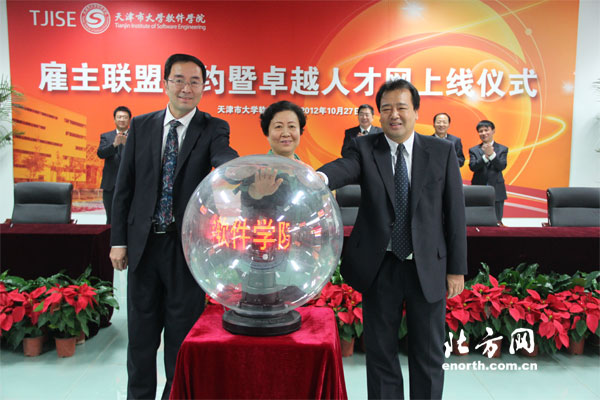 TJISE
天津市大学软件学院
Tianjin Institute of Software Engineering
雇主联盟 约暨卓越人才网上线仪式
天津市大学软 2012年10月27
软件学院
北方网
enorth.com.cn